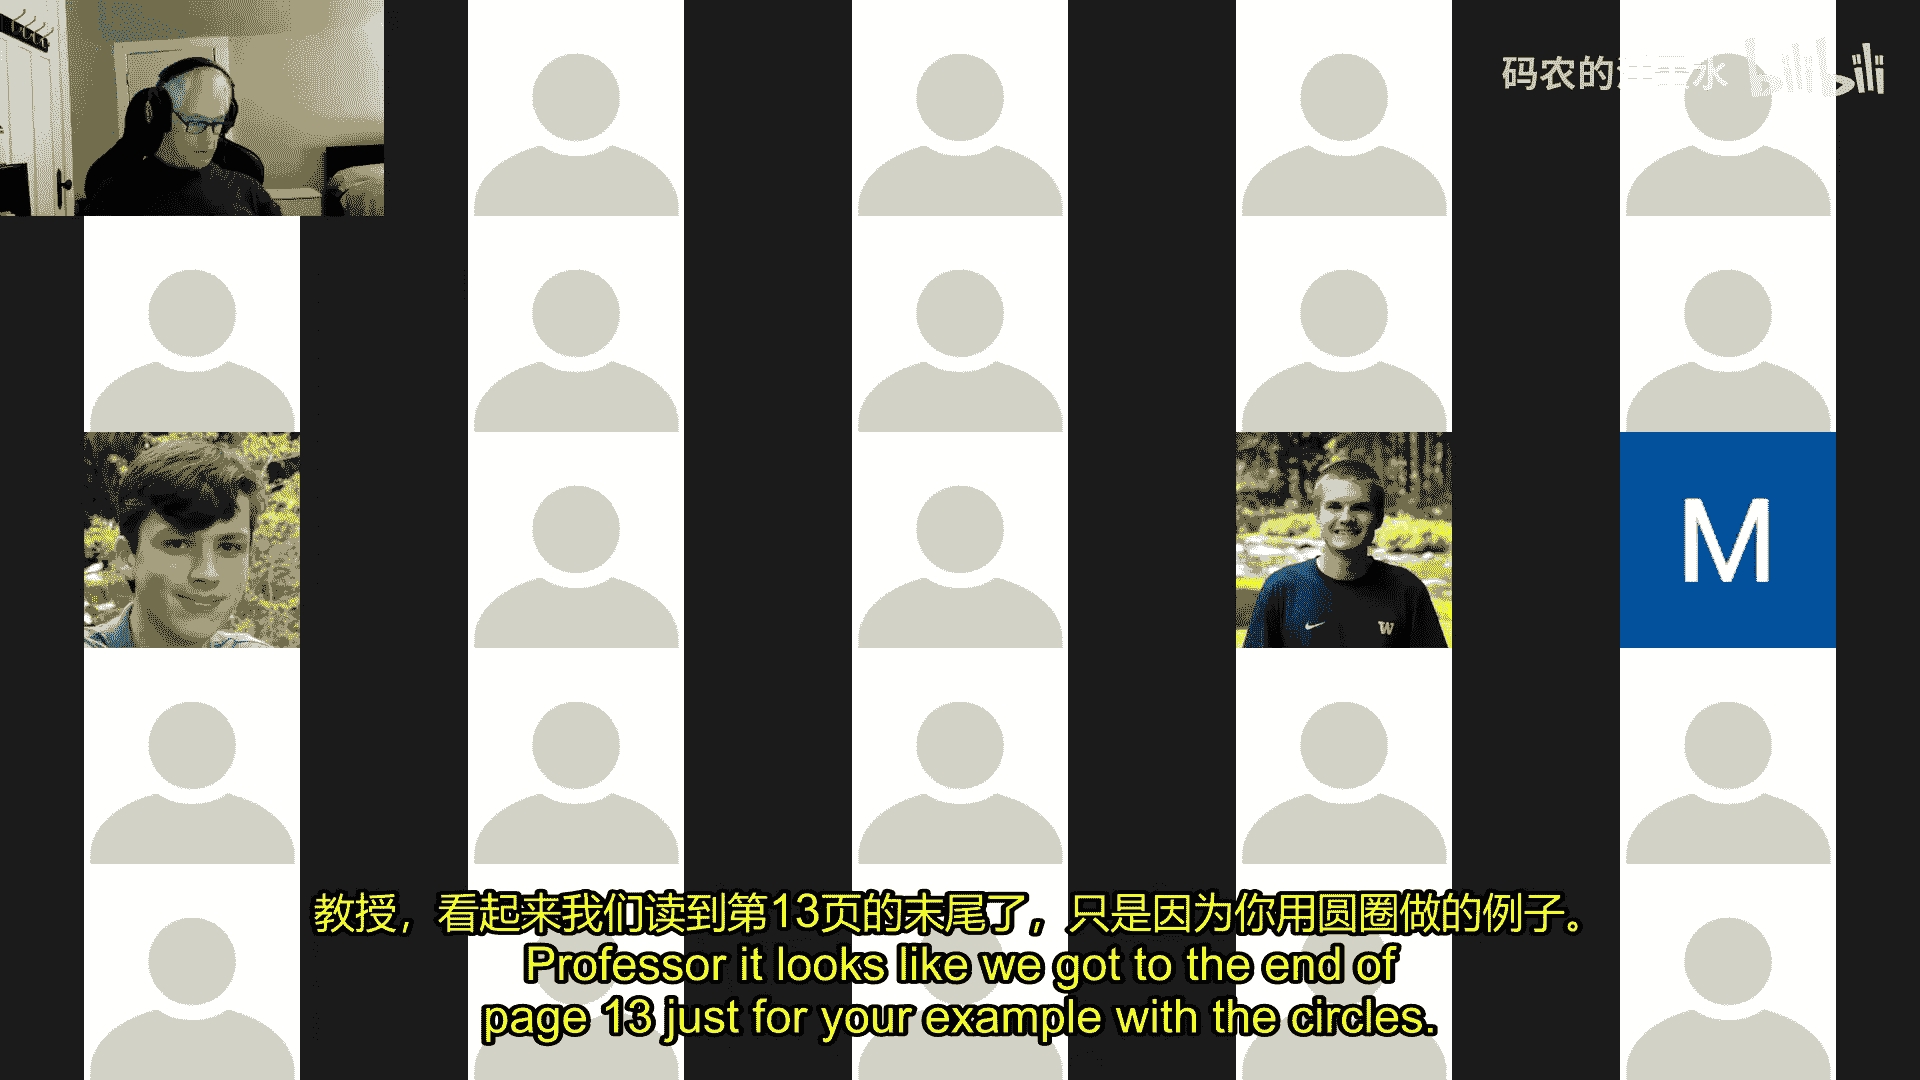 码农的 水 bilibili
W
M
教授，看起来我们读到第13页的末尾了，只是因为你用圆圈做的例子。
Professor it looks like we got to the end of
page 13 just for your example with the circles.